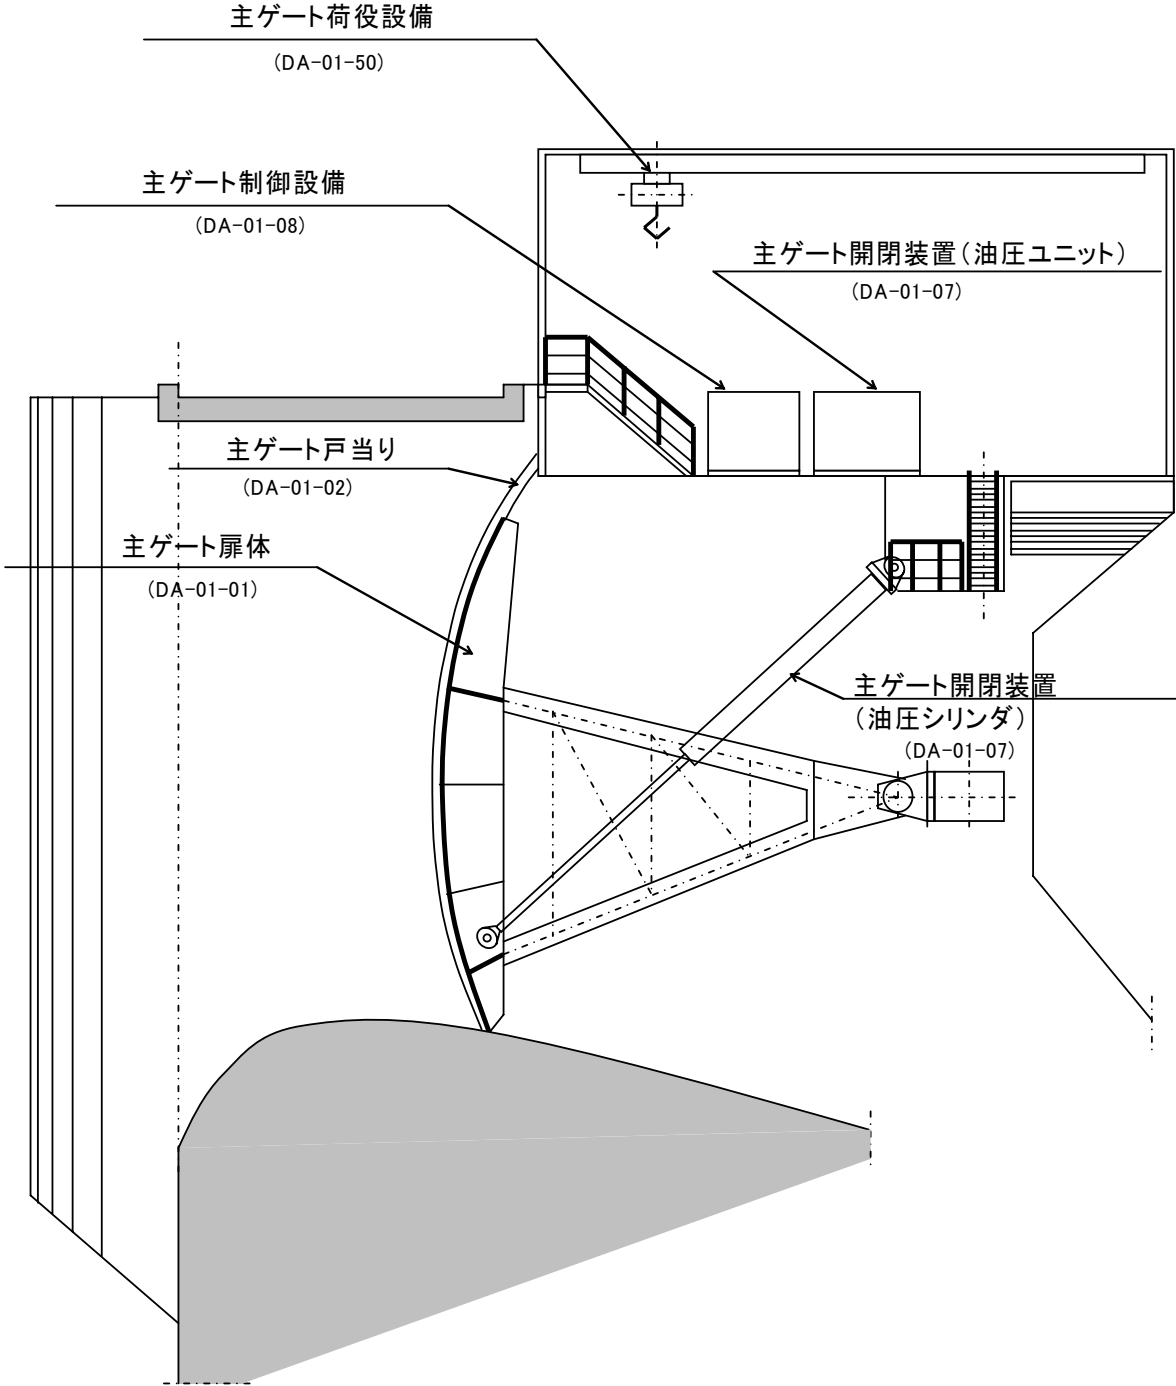 主ゲート荷役設備
(DA-01-50)
主ゲート制御設備
(DA-01-08)
主ゲート開閉装置(油圧ユニット)
(DA-01-07)
主ゲート戸当り
(DA-01-02)
主ゲート扉体
(DA-01-01)
主ゲート開閉装置
(油圧シリンダ)
(DA-01-07)